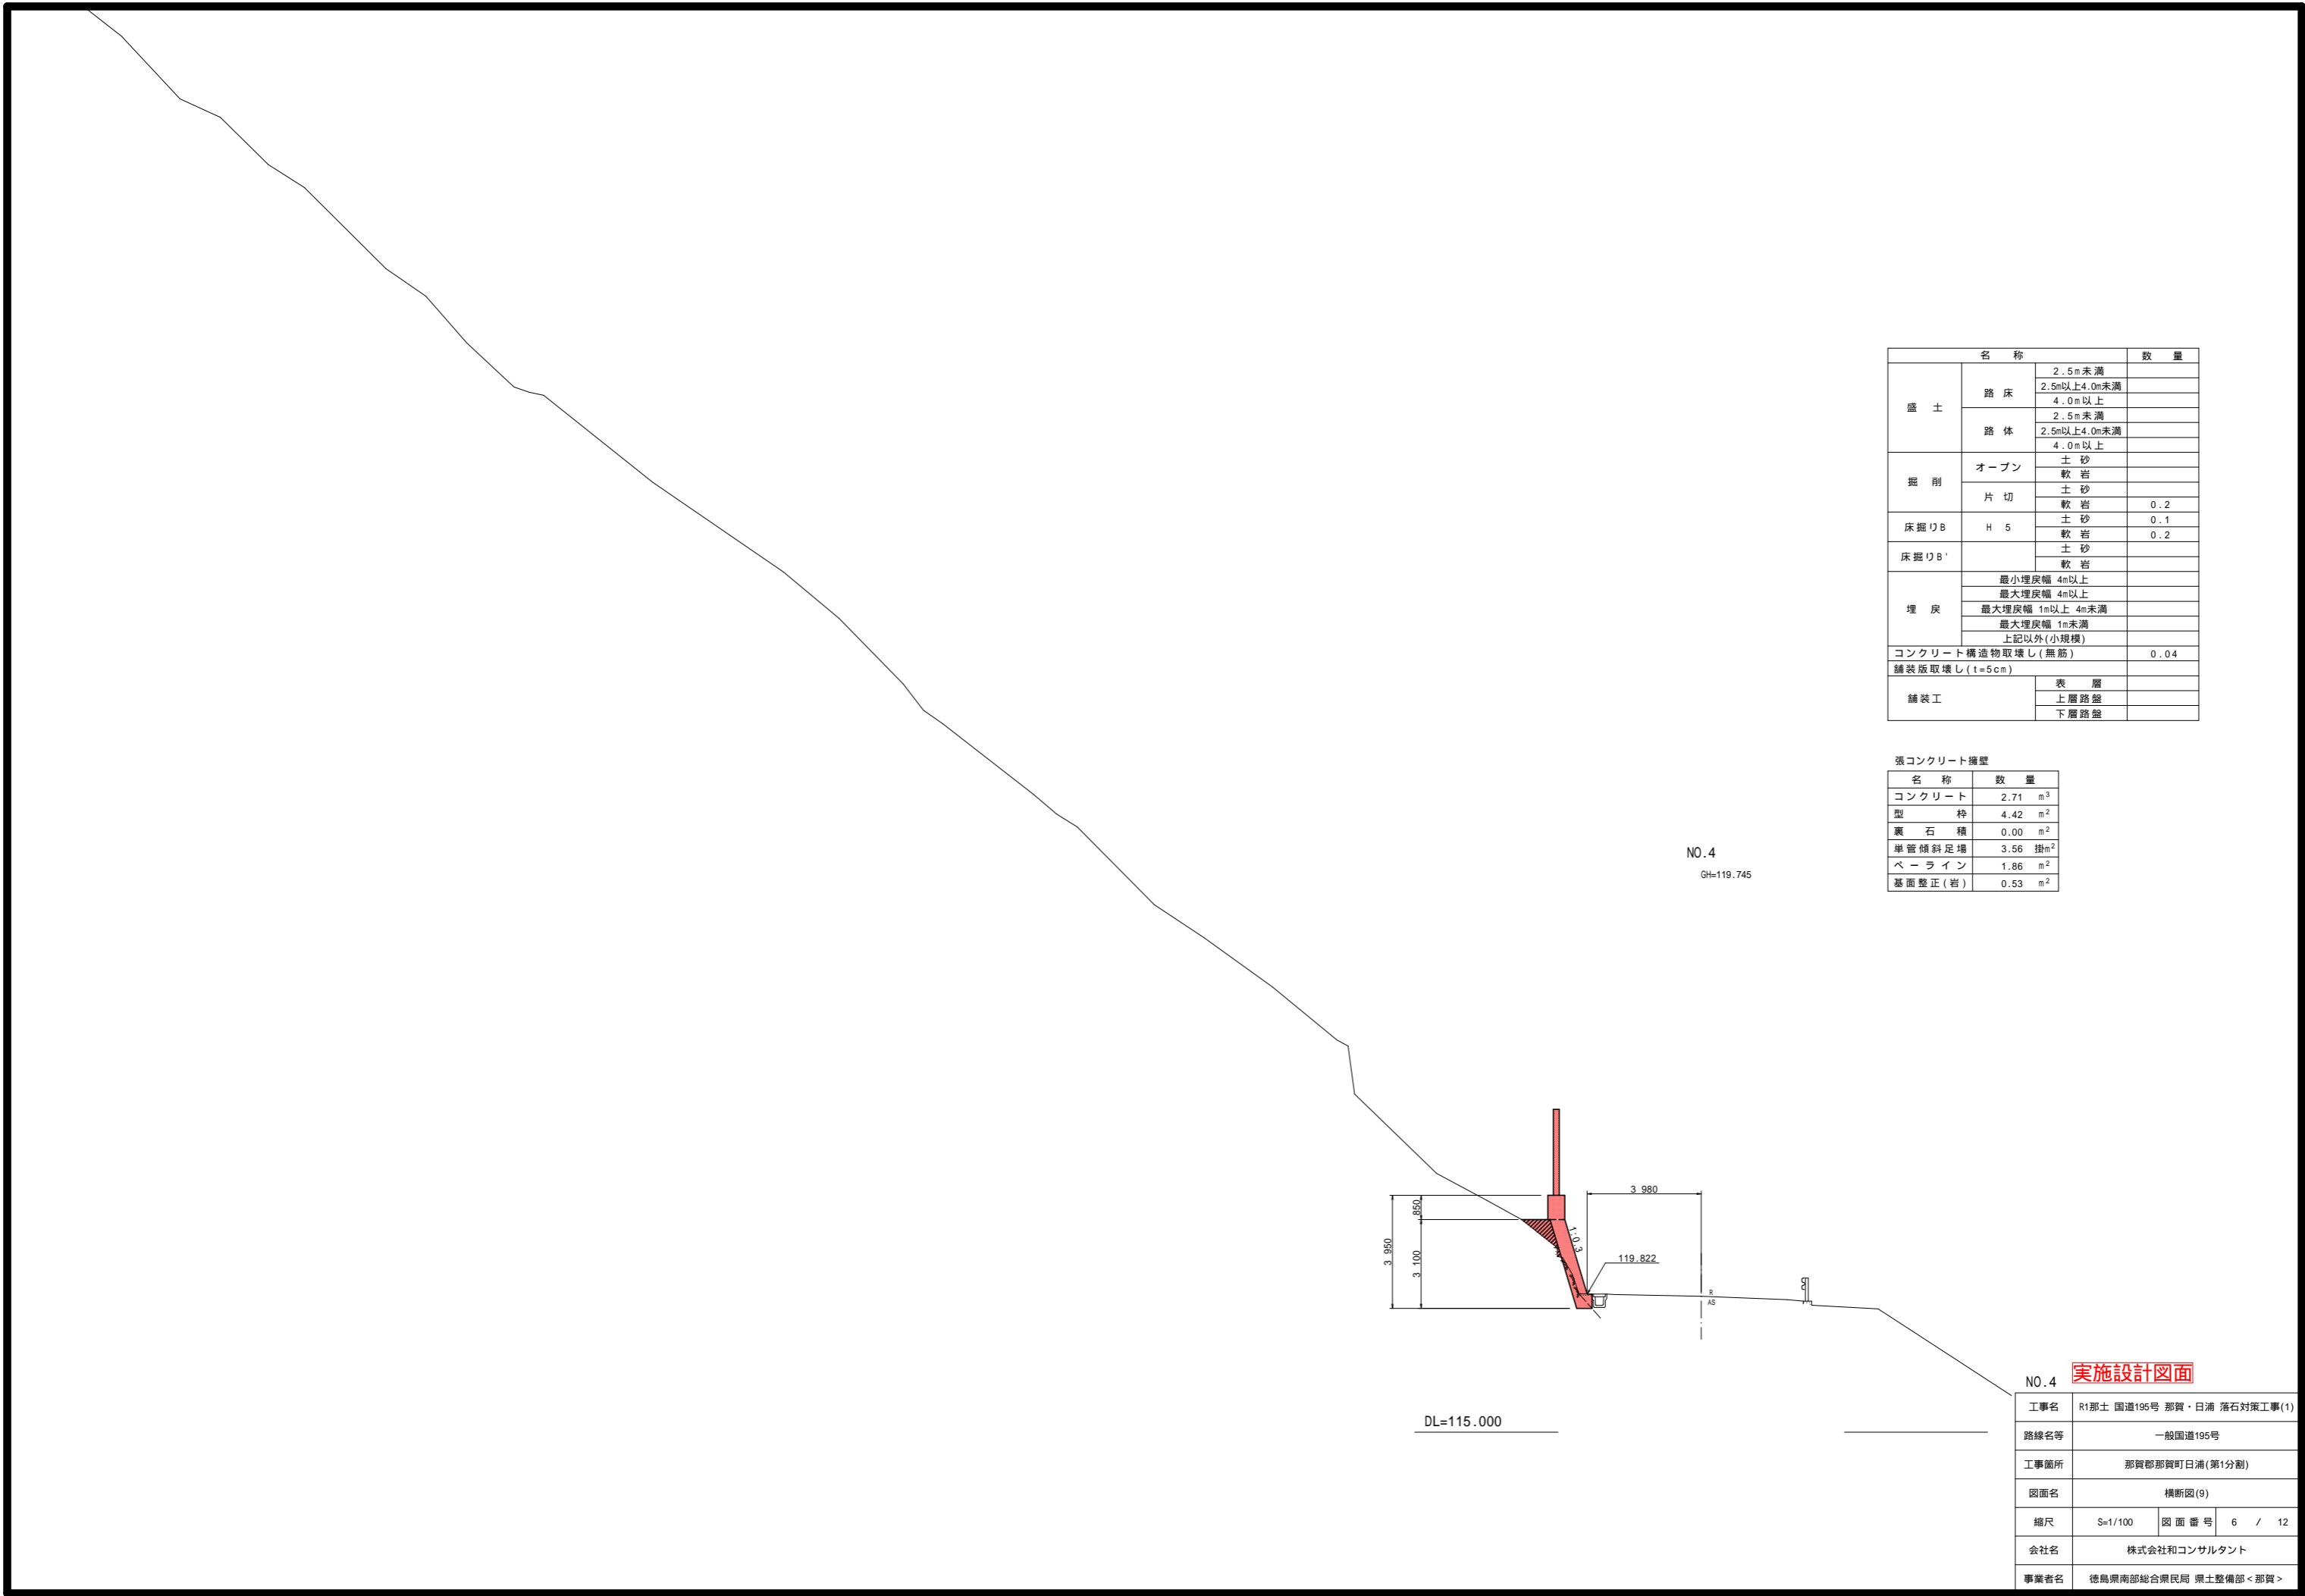 名 称 数 量
盛 土 路 床 2.5m未満
2.5m以上4.0m未満
4.0m以上
路 体 2.5m未満
2.5m以上4.0m未満
4.0m以上
掘 削 オープン 土 砂
軟 岩
片 切 土 砂
軟 岩 0.2
床掘りB H 5 土 砂 0.1
軟 岩 0.2
床掘りB' 土 砂
軟 岩
埋 戻 最小埋戻幅 4m以上
最大埋戻幅 4m以上
最大埋戻幅 1m以上 4m未満
最大埋戻幅 1m未満
上記以外(小規模)
コンクリート構造物取壊し(無筋) 0.04
舗装版取壊し(t=5cm)
舗装工 表 層
上層路盤
下層路盤
張コンクリート擁壁
名 称 数 量
コンクリート 2.71 m³
型 枠 4.42 m²
裏 石 積 0.00 m²
単管傾斜足場 3.56 掛m²
ペーライン 1.86 m²
基面整正(岩) 0.53 m²
NO.4
GH=119.745
3 980
850
3 950
3 100
1:0.3
119.822
R
AS
DL=115.000
NO.4
実施設計図面
工事名 R1那土 国道195号 那賀・日浦 落石対策工事(1)
路線名等 一般国道195号
工事箇所 那賀郡那賀町日浦(第1分割)
図面名 横断図(9)
縮尺 S=1/100 図面番号 6 / 12
会社名 株式会社和コンサルタント
事業者名 徳島県南部総合県民局 県土整備部<那賀>